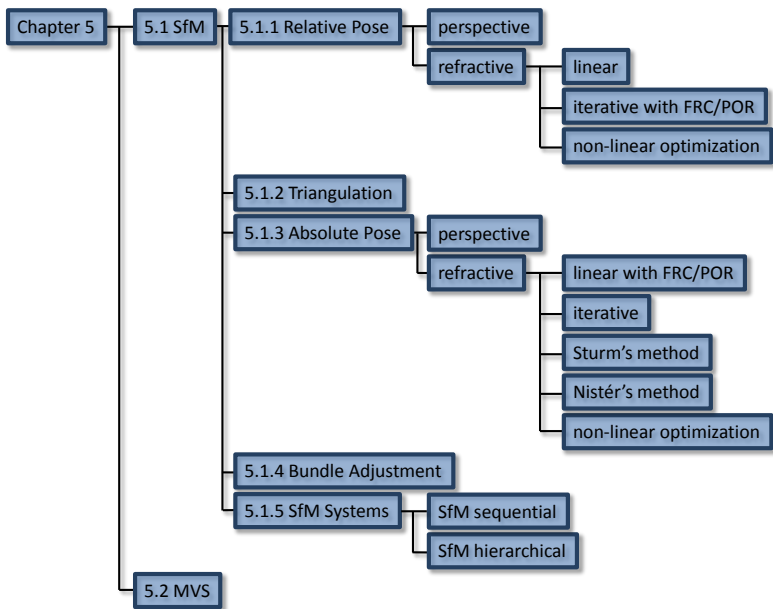 Chapter 5
5.1 SfM
5.1.1 Relative Pose
perspective
refractive
linear
iterative with FRC/POR
non-linear optimization
5.1.2 Triangulation
5.1.3 Absolute Pose
perspective
refractive
linear with FRC/POR
iterative
Sturm's method
Nistér's method
non-linear optimization
5.1.4 Bundle Adjustment
5.1.5 SfM Systems
SfM sequential
SfM hierarchical
5.2 MVS